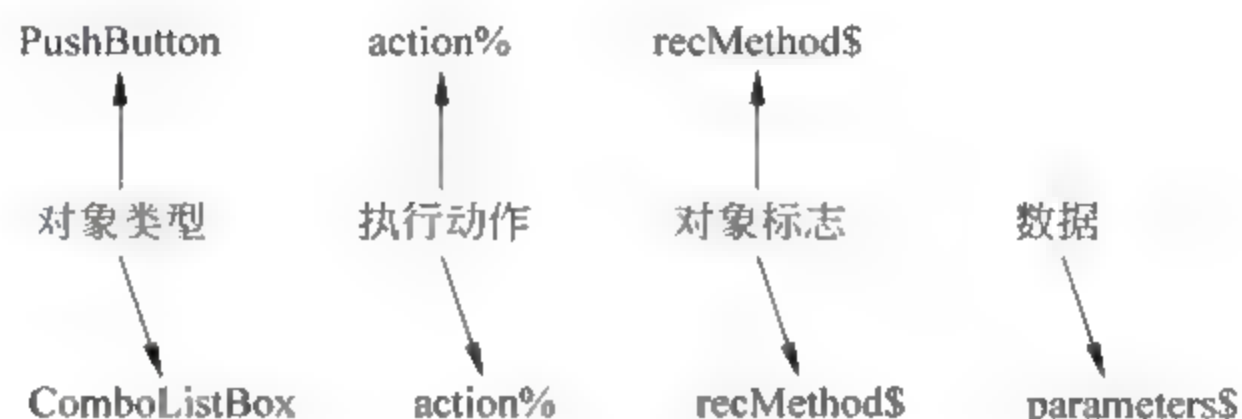 PushButton action% recMethod$
对象类型 执行动作 对象标志 数据
ComboListBox action% recMethod$ parameters$